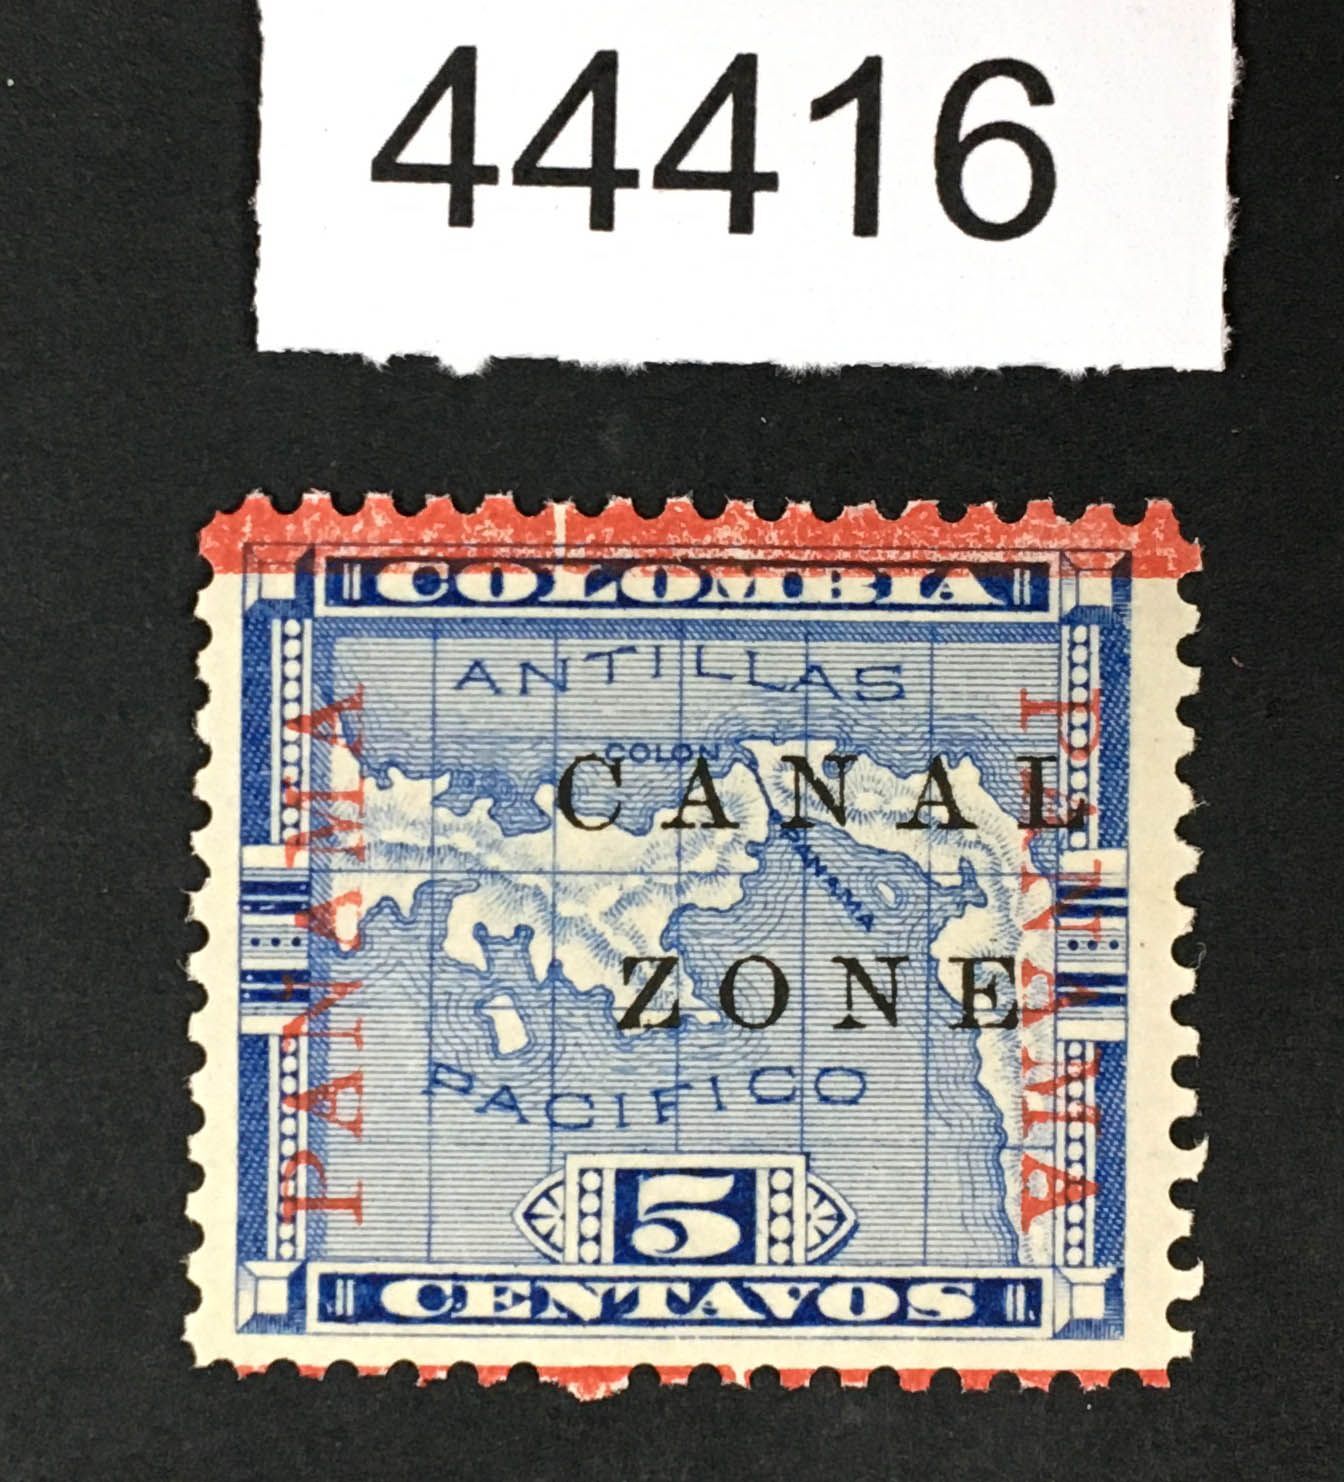 44416
COLOMBIA
ANTILLAS
COLON
CANAL
PANAMA
PANAMA
PANAMA
ZONE
PACIFICO
5
CENTAVOS